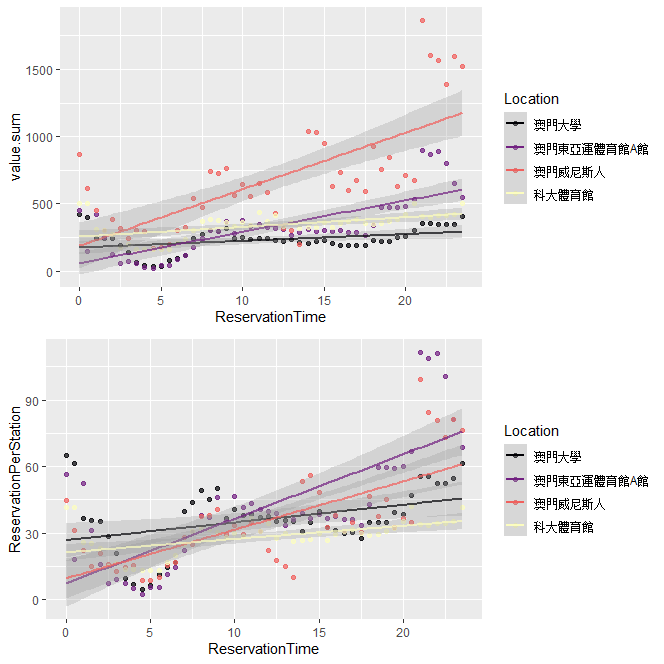 value.sum
1500
1000
500
0
0
5
10
15
20
ReservationTime
Location
澳門大學
澳門東亞運體育館A館
澳門威尼斯人
科大體育館
ReservationPerStation
90
60
30
0
0
5
10
15
20
ReservationTime
Location
澳門大學
澳門東亞運體育館A館
澳門威尼斯人
科大體育館